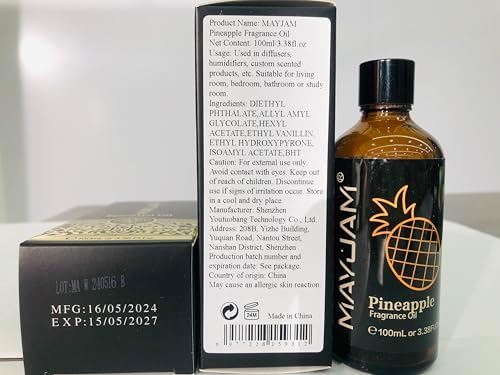 Product Name: MAYJAM
Pineapple Fragrance Oil
Net Content: 100ml/3.38fl.oz
Usage: Used in diffusers,
humidifiers, custom scented
products, etc. Suitable for living
room, bedroom, bathroom or study
room.
Ingredients: DIETHYL
PHTHALATE,ALLYL AMYL
GLYCOLATE,HEXYL
ACETATE,ETHYL VANILLIN,
ETHYL HYDROXYPYRONE,
ISOAMYL ACETATE,BHT
Caution: For external use only.
Avoid contact with eyes. Keep out
of reach of children. Discontinue
use if signs of irritation occur. Store
in a cool and dry place.
Manufacturer: Shenzhen
Youtuobang Technology Co., Ltd.
Address: 208B, Yizhe Building,
Yuquan Road, Nantou Street,
Nanshan District, Shenzhen
Production batch number and
expiration date: See package.
Country of origin: China
May cause an allergic skin reaction
24M
Made in China
6 977228 059312
LOT:MA W 240516 B
MFG:16/05/2024
EXP:15/05/2027
MAYJAM®
Pineapple
Fragrance Oil
℮100mL or 3.38Fl